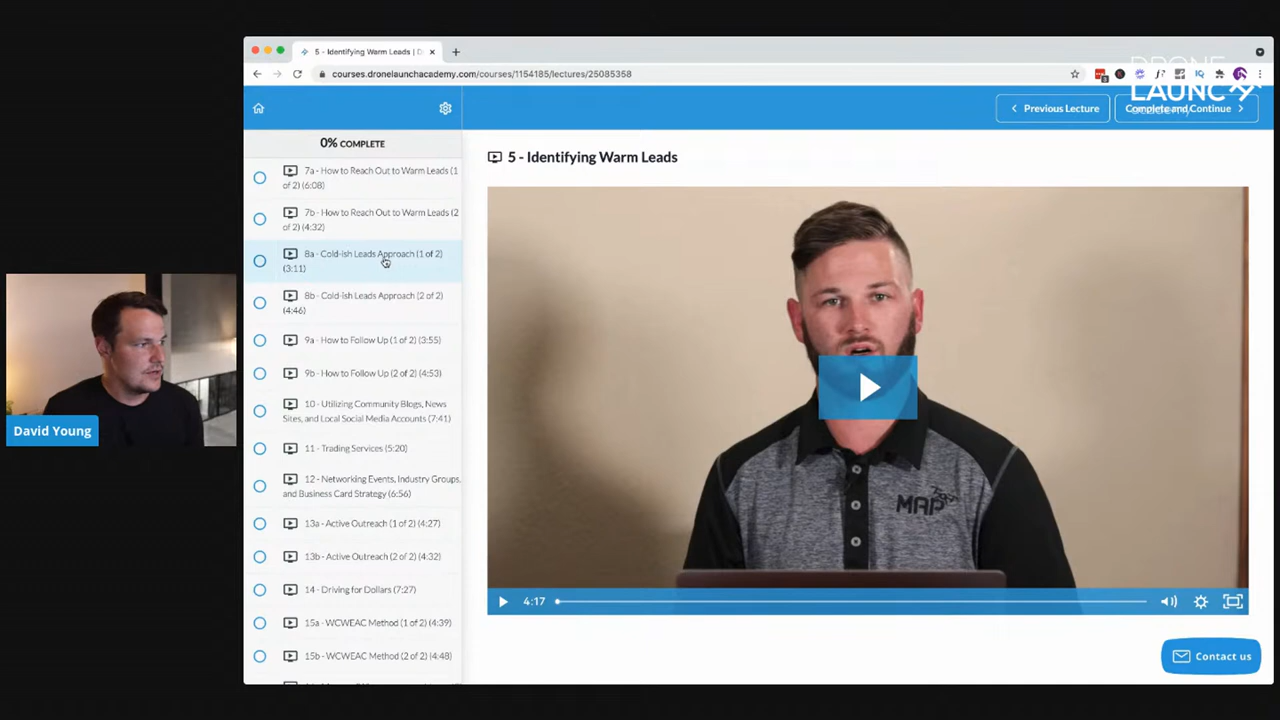 5 - Identifying Warm Leads | D
courses.dronelaunchacademy.com/courses/1154185/lectures/25085358
DRONE
LAUNCH
academy
Previous Lecture
Complete and Continue
0% COMPLETE
7a - How to Reach Out to Warm Leads (1
of 2) (6:08)
7b - How to Reach Out to Warm Leads (2
of 2) (4:32)
8a - Cold-ish Leads Approach (1 of 2)
(3:11)
8b - Cold-ish Leads Approach (2 of 2)
(4:46)
9a - How to Follow Up (1 of 2) (3:55)
9b - How to Follow Up (2 of 2) (4:53)
10 - Utilizing Community Blogs, News
Sites, and Local Social Media Accounts (7:41)
11 - Trading Services (5:20)
12 - Networking Events, Industry Groups,
and Business Card Strategy (6:56)
13a - Active Outreach (1 of 2) (4:27)
13b - Active Outreach (2 of 2) (4:32)
14 - Driving for Dollars (7:27)
15a - WCWEAC Method (1 of 2) (4:39)
15b - WCWEAC Method (2 of 2) (4:48)
5 - Identifying Warm Leads
MAP
4:17
Contact us
David Young